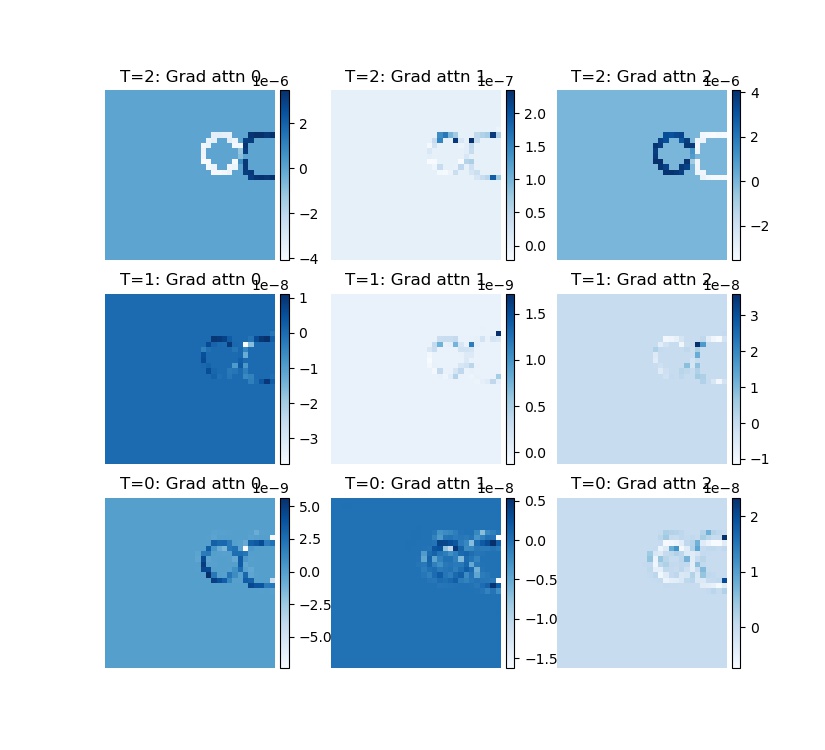 T=2: Grad attn 0 1e−6 T=2: Grad attn 1 1e−7 T=2: Grad attn 2 1e−6
2 0 −2 −4
2.0 1.5 1.0 0.5 0.0
4 2 0 −2
T=1: Grad attn 0 1e−8 T=1: Grad attn 1 1e−9 T=1: Grad attn 2 1e−8
1 0 −1 −2 −3
1.5 1.0 0.5 0.0
3 2 1 0 −1
T=0: Grad attn 0 1e−9 T=0: Grad attn 1 1e−8 T=0: Grad attn 2 1e−8
5.0 2.5 0.0 −2.5 −5.0
0.5 0.0 −0.5 −1.0 −1.5
2 1 0